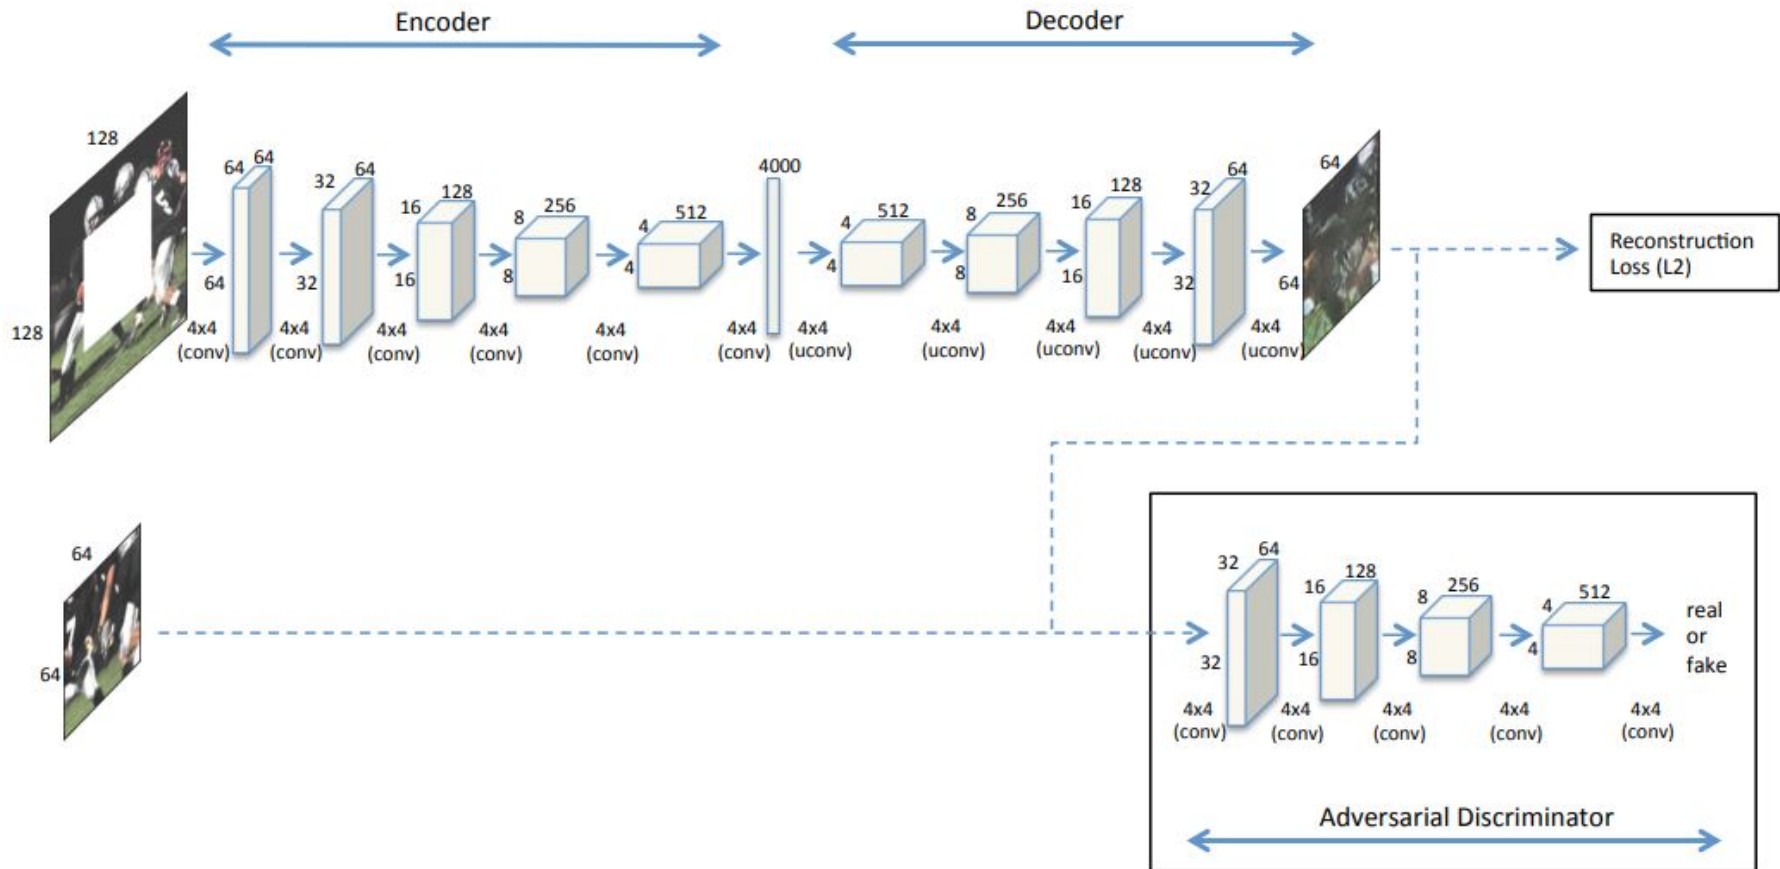 Encoder
Decoder
128
128
64 64
64
32 64
32
16 128
16
8 256
8
4 512
4
4000
4 512
4
8 256
8
16 128
16
32 64
32
64
64
4x4 4x4 4x4 4x4 4x4 4x4 4x4 4x4 4x4 4x4 4x4
(conv) (conv) (conv) (conv) (conv) (conv) (uconv) (uconv) (uconv) (uconv) (uconv)
Reconstruction
Loss (L2)
64
64
32 64
32
16 128
16
8 256
8
4 512
4
real
or
fake
4x4 4x4 4x4 4x4 4x4
(conv) (conv) (conv) (conv) (conv)
Adversarial Discriminator